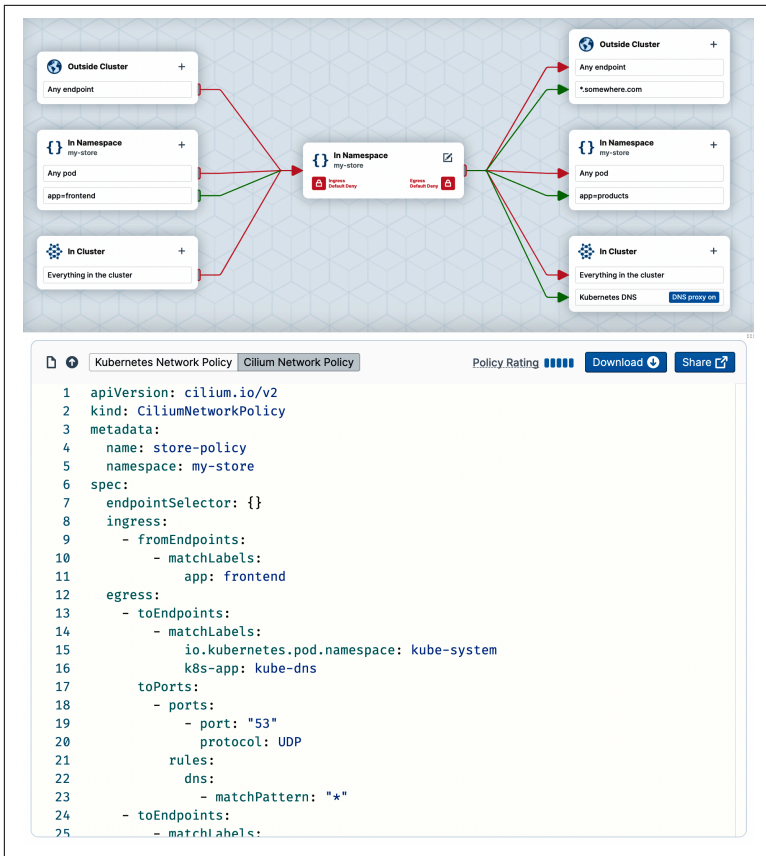 Outside Cluster +
Any endpoint
{} In Namespace +
my-store
Any pod
app=frontend
In Cluster +
Everything in the cluster
{} In Namespace
my-store
Ingress
Default Deny
Egress
Default Deny
Outside Cluster +
Any endpoint
*.somewhere.com
{} In Namespace +
my-store
Any pod
app=products
In Cluster +
Everything in the cluster
Kubernetes DNS DNS proxy on
Kubernetes Network Policy Cilium Network Policy Policy Rating Download Share
1 apiVersion: cilium.io/v2
2 kind: CiliumNetworkPolicy
3 metadata:
4   name: store-policy
5   namespace: my-store
6 spec:
7   endpointSelector: {}
8   ingress:
9     - fromEndpoints:
10         - matchLabels:
11             app: frontend
12   egress:
13     - toEndpoints:
14         - matchLabels:
15             io.kubernetes.pod.namespace: kube-system
16             k8s-app: kube-dns
17       toPorts:
18         - ports:
19             - port: "53"
20               protocol: UDP
21           rules:
22             dns:
23               - matchPattern: "*"
24     - toEndpoints:
25         - matchLabels: